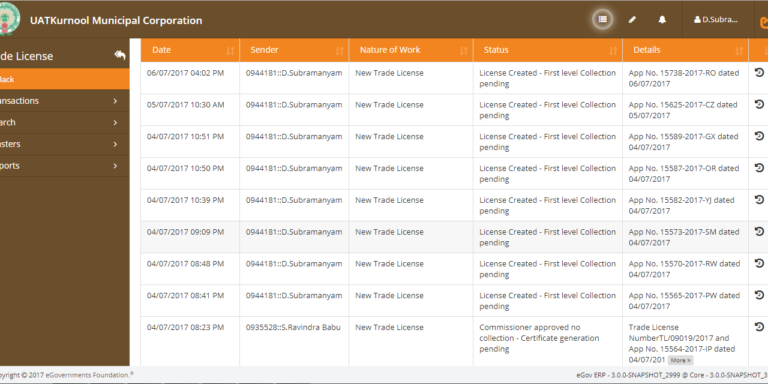 UATKurnool Municipal Corporation
D.Subra...
rade License
Back
ansactions
arch
asters
ports
Date Sender Nature of Work Status Details
06/07/2017 04:02 PM 0944181::D.Subramanyam New Trade License License Created - First level Collection App No. 15738-2017-RO dated
pending 06/07/2017
05/07/2017 10:30 AM 0944181::D.Subramanyam New Trade License License Created - First level Collection App No. 15625-2017-CZ dated
pending 05/07/2017
04/07/2017 10:51 PM 0944181::D.Subramanyam New Trade License License Created - First level Collection App No. 15589-2017-GX dated
pending 04/07/2017
04/07/2017 10:50 PM 0944181::D.Subramanyam New Trade License License Created - First level Collection App No. 15587-2017-OR dated
pending 04/07/2017
04/07/2017 10:39 PM 0944181::D.Subramanyam New Trade License License Created - First level Collection App No. 15582-2017-YJ dated
pending 04/07/2017
04/07/2017 09:09 PM 0944181::D.Subramanyam New Trade License License Created - First level Collection App No. 15573-2017-SM dated
pending 04/07/2017
04/07/2017 08:48 PM 0944181::D.Subramanyam New Trade License License Created - First level Collection App No. 15570-2017-RW dated
pending 04/07/2017
04/07/2017 08:41 PM 0944181::D.Subramanyam New Trade License License Created - First level Collection App No. 15565-2017-PW dated
pending 04/07/2017
04/07/2017 08:23 PM 0935528::S.Ravindra Babu New Trade License Commissioner approved no Trade License
collection - Certificate generation NumberTL/09019/2017 and
pending App No. 15564-2017-IP dated
04/07/201 More »
pyright © 2017 eGovernments Foundation.® eGov ERP - 3.0.0-SNAPSHOT_2999 @ Core - 3.0.0-SNAPSHOT_3